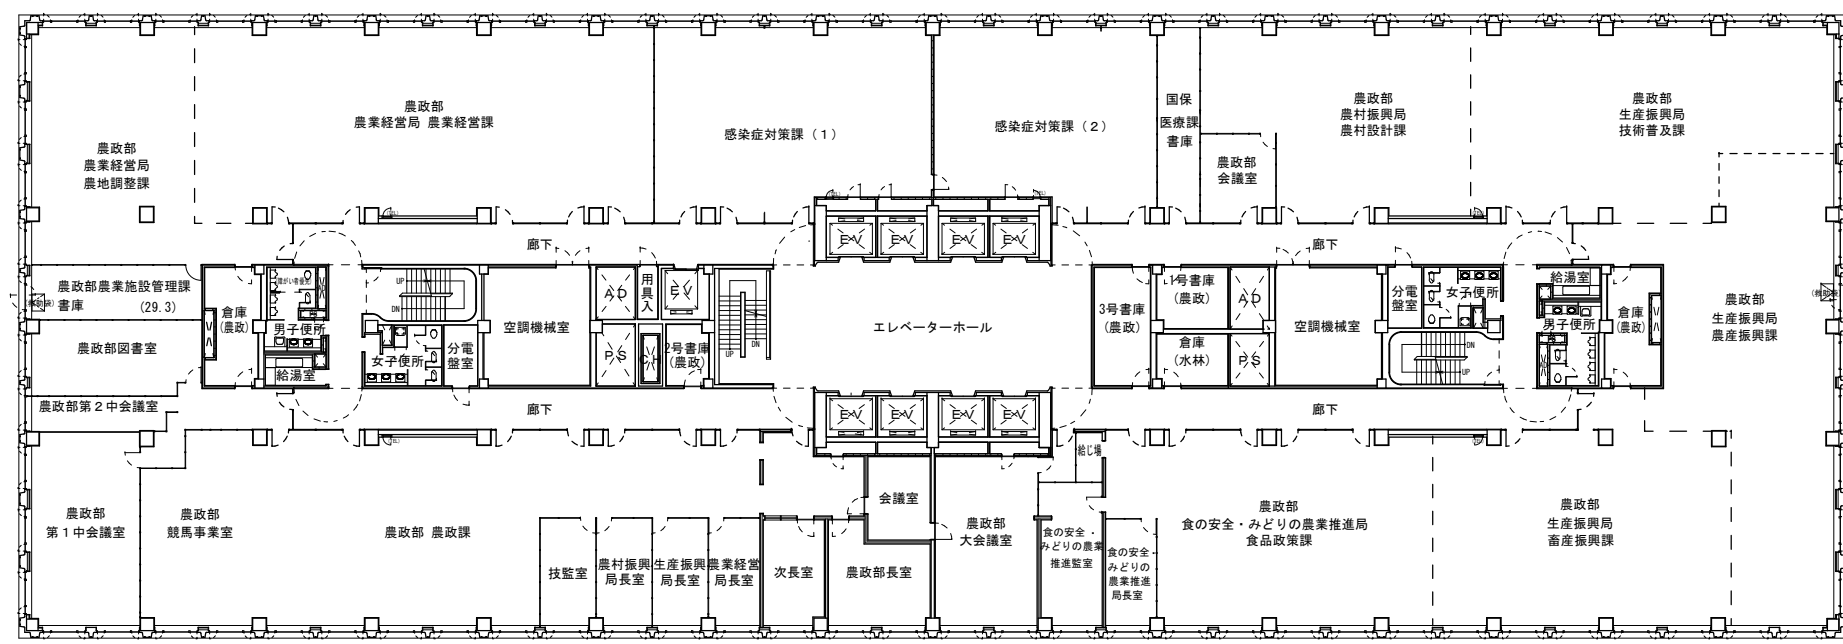 農政部
農業経営局
農地調整課
農政部
農業経営局 農業経営課
感染症対策課（１）
感染症対策課（２）
国保
医療課
書庫
農政部
会議室
農政部
農村振興局
農村設計課
農政部
生産振興局
技術普及課
EV
EV
EV
EV
廊下
廊下
農政部農業施設管理課
書庫
(29.3)
(救助袋)
農政部図書室
農政部第２中会議室
倉庫
(農政)
男子便所
給湯室
UP
DN
女子便所
分電
盤室
空調機械室
AD
PS
用具入
EV
2号書庫
(農政)
UP
DN
エレベーターホール
3号書庫
(農政)
1号書庫
(農政)
倉庫
(水林)
AD
PS
空調機械室
分電
盤室
女子便所
DN
UP
給湯室
男子便所
倉庫
(農政)
農政部
生産振興局
農産振興課
(救助袋)
廊下
EV
EV
EV
EV
廊下
農政部
第１中会議室
農政部
競馬事業室
農政部 農政課
技監室
農村振興
局長室
生産振興
局長室
農業経営
局長室
次長室
農政部長室
会議室
農政部
大会議室
給じ場
食の安全・
みどりの農業
推進監室
食の安全・
みどりの
農業推進
局長室
農政部
食の安全・みどりの農業推進局
食品政策課
農政部
生産振興局
畜産振興課